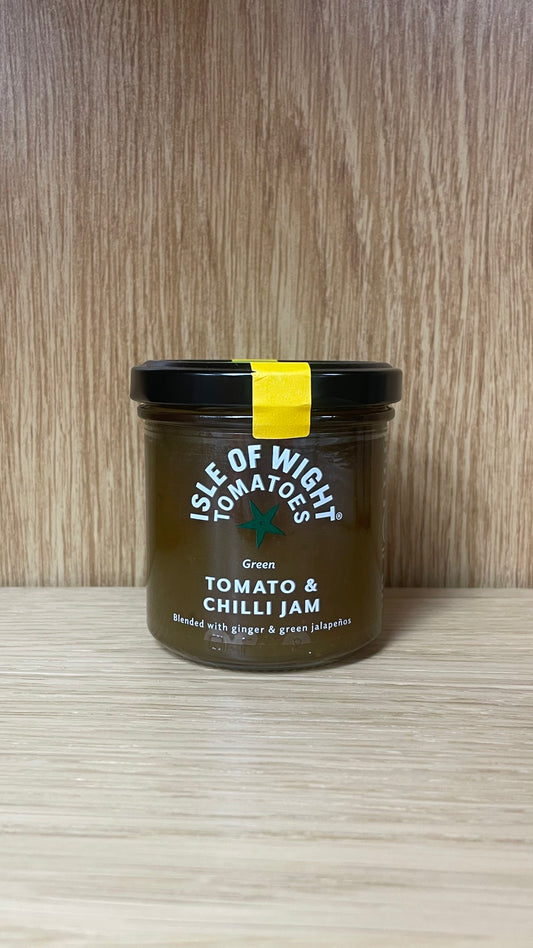 ISLE OF WIGHT
TOMATOES®
Green
TOMATO &
CHILLI JAM
Blended with ginger & green jalapeños